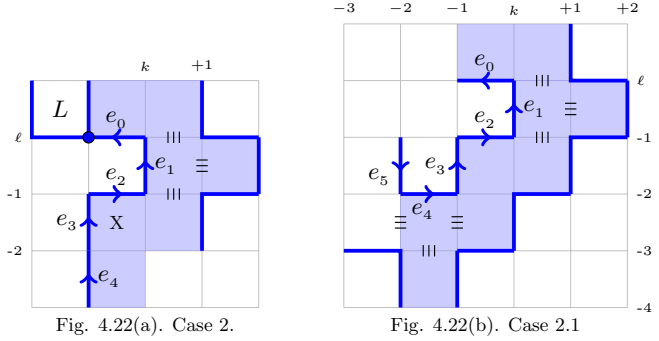 -3 -2 -1 k +1 +2
k +1
L e0 e0 ℓ
ℓ e1 e2 e1 -1
e2 e5 e3
-1 e3 X e4 -2
-2 e4 -3
-4
Fig. 4.22(a). Case 2. Fig. 4.22(b). Case 2.1